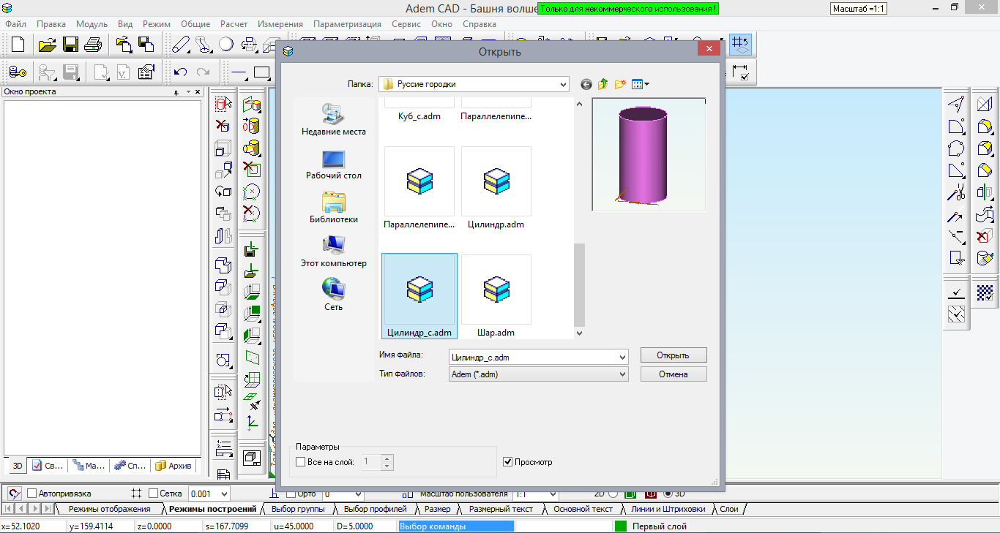 Adem CAD - Башня волше
Только для некоммерческого использования !
Масштаб =1:1
Файл Правка Модуль Вид Режим Общие Расчет Измерения Параметризация Сервис Окно Справка
Окно проекта
Открыть
Папка: Руссие городки
Недавние места
Рабочий стол
Библиотеки
Этот компьютер
Сеть
Куб_с.adm Параллелепипе...
Параллелепипе... Цилиндр.adm
Цилиндр_с.adm Шар.adm
Имя файла: Цилиндр_с.adm Открыть
Тип файлов: Adem (*.adm) Отмена
Параметры
Все на слой: 1 Просмотр
3D Св... Ма... Сп... Архив
Автопривязка Сетка 0.001 Орто 0 Масштаб пользователя 1:1 2D 3D
Режимы отображения Режимы построений Выбор группы Выбор профилей Размер Размерный текст Основной текст Линии и Штриховки Слои
x=52.1020 y=159.4114 z=0.0000 s=167.7099 u=45.0000 D=5.0000 Выбор команды Первый слой